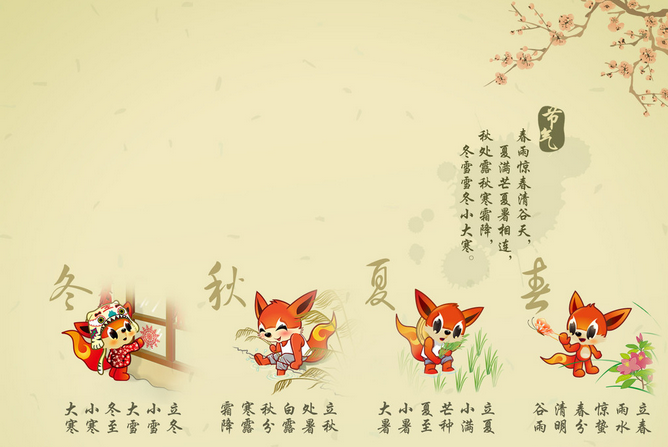 节气
春雨惊春清谷天，
夏满芒夏暑相连，
秋处露秋寒霜降，
冬雪雪冬小大寒。
春
立春
雨水
惊蛰
春分
清明
谷雨
夏
立夏
小满
芒种
夏至
小暑
大暑
秋
立秋
处暑
白露
秋分
寒露
霜降
冬
立冬
小雪
大雪
冬至
小寒
大寒